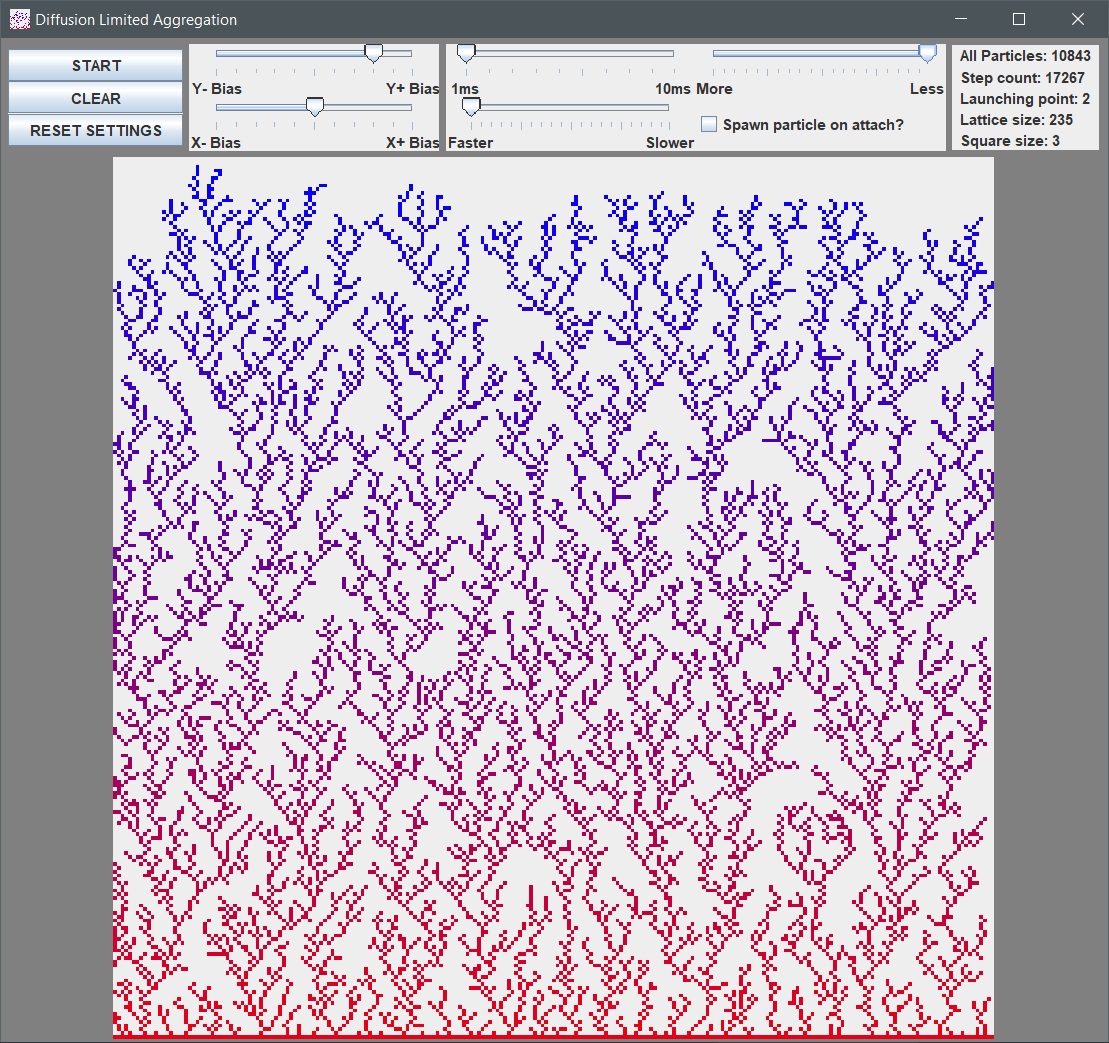 Diffusion Limited Aggregation
START
CLEAR
RESET SETTINGS
Y- Bias Y+ Bias
X- Bias X+ Bias
1ms 10ms
Faster Slower
More Less
Spawn particle on attach?
All Particles: 10843
Step count: 17267
Launching point: 2
Lattice size: 235
Square size: 3